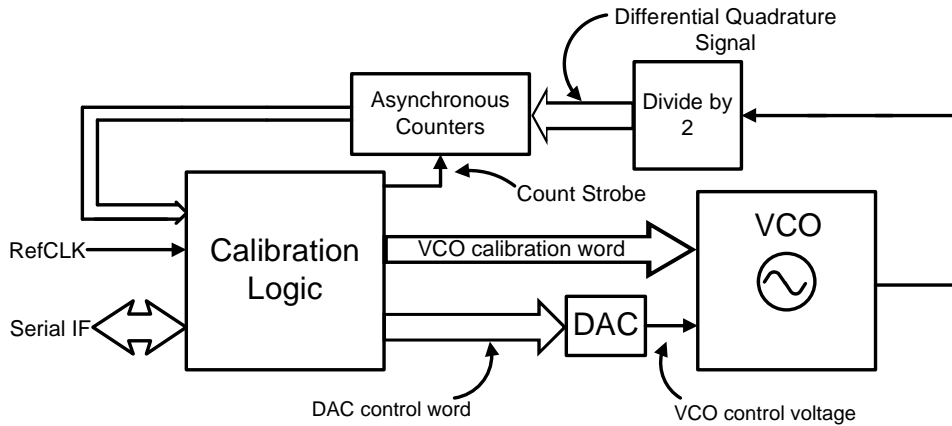 Differential Quadrature
Signal
Asynchronous
Counters
Divide by
2
Count Strobe
RefCLK
Calibration
Logic
VCO calibration word
VCO
Serial IF
DAC
DAC control word
VCO control voltage